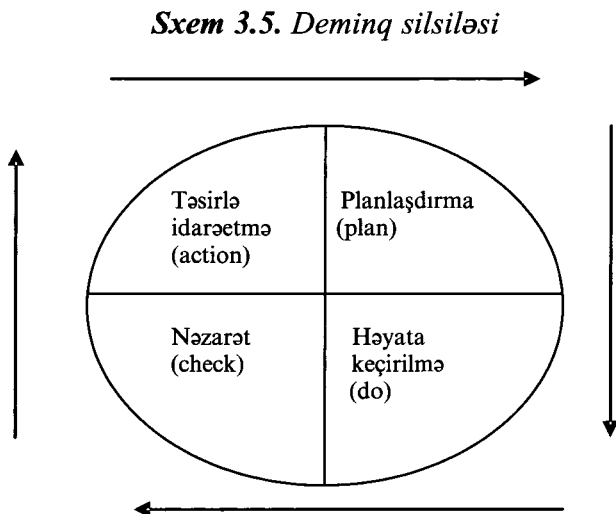 Sxem 3.5. Deminq silsiləsi
Təsirlə
idarəetmə
(action)
Planlaşdırma
(plan)
Nəzarət
(check)
Həyata
keçirilmə
(do)